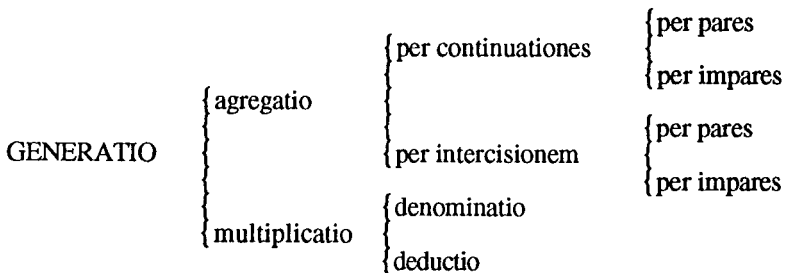 per pares
per continuationes
per impares
agregatio
per pares
GENERATIO
per intercisionem
per impares
denominatio
multiplicatio
deductio